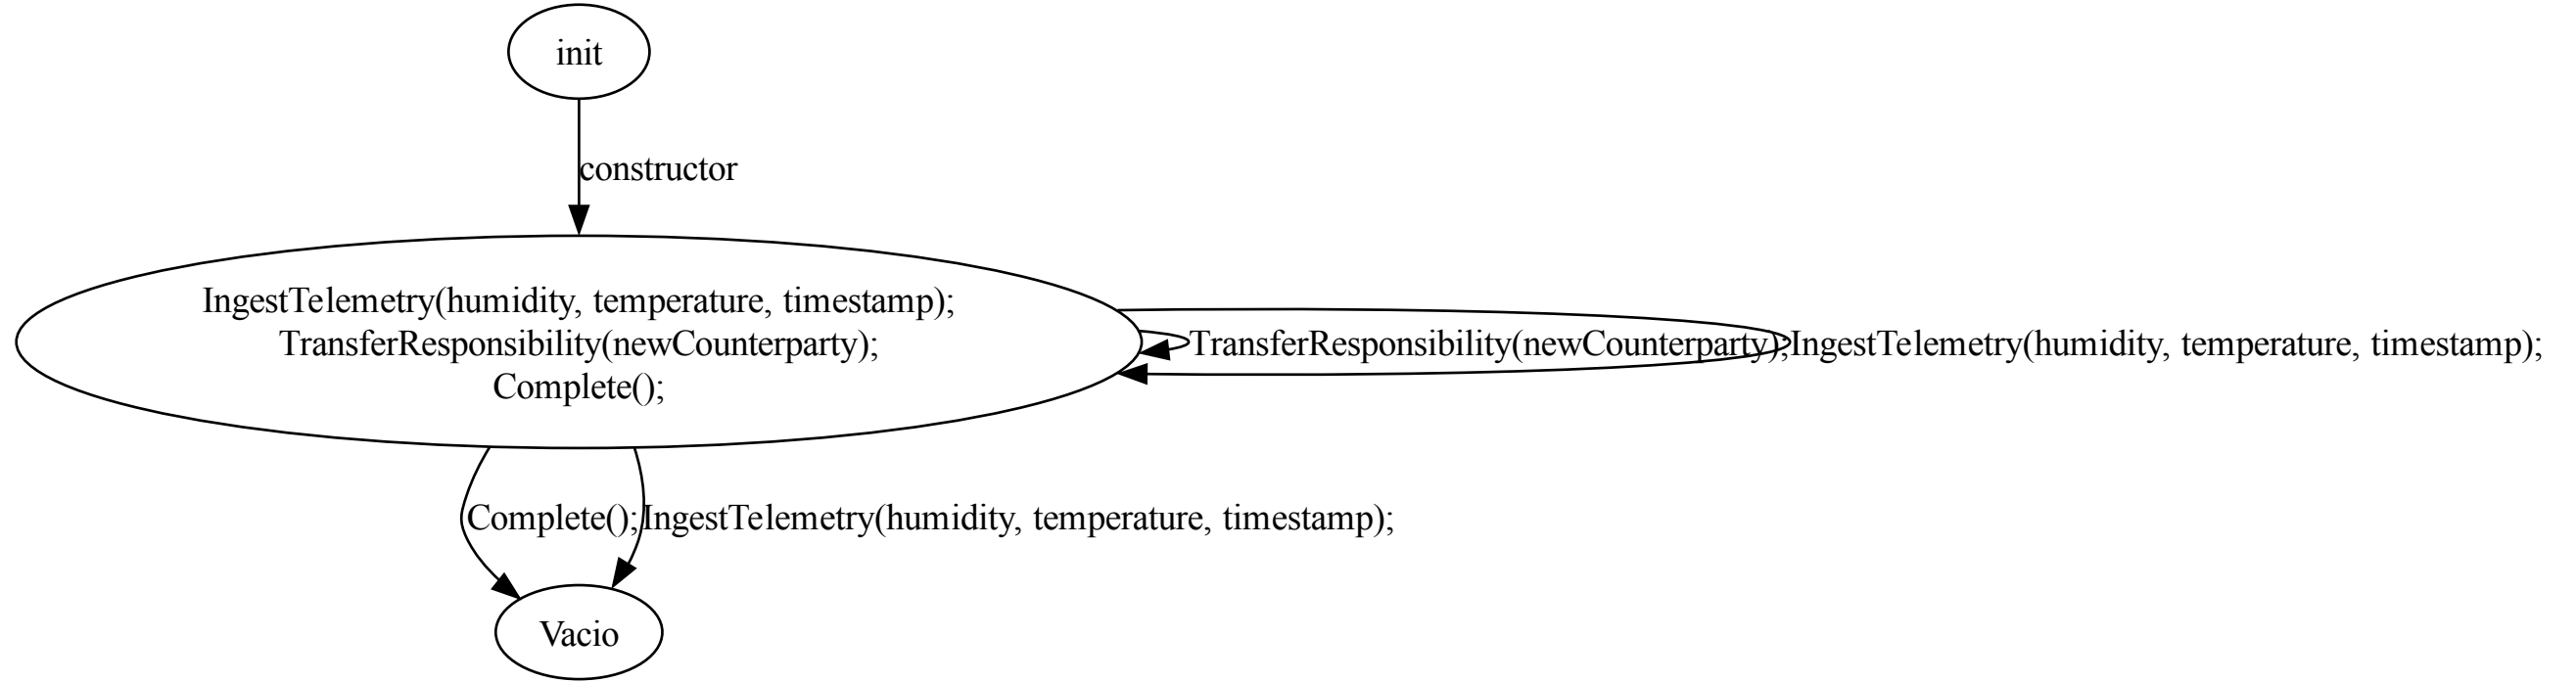 init
constructor
IngestTelemetry(humidity, temperature, timestamp);
TransferResponsibility(newCounterparty);
Complete();
TransferResponsibility(newCounterparty);
IngestTelemetry(humidity, temperature, timestamp);
Complete();
IngestTelemetry(humidity, temperature, timestamp);
Vacio